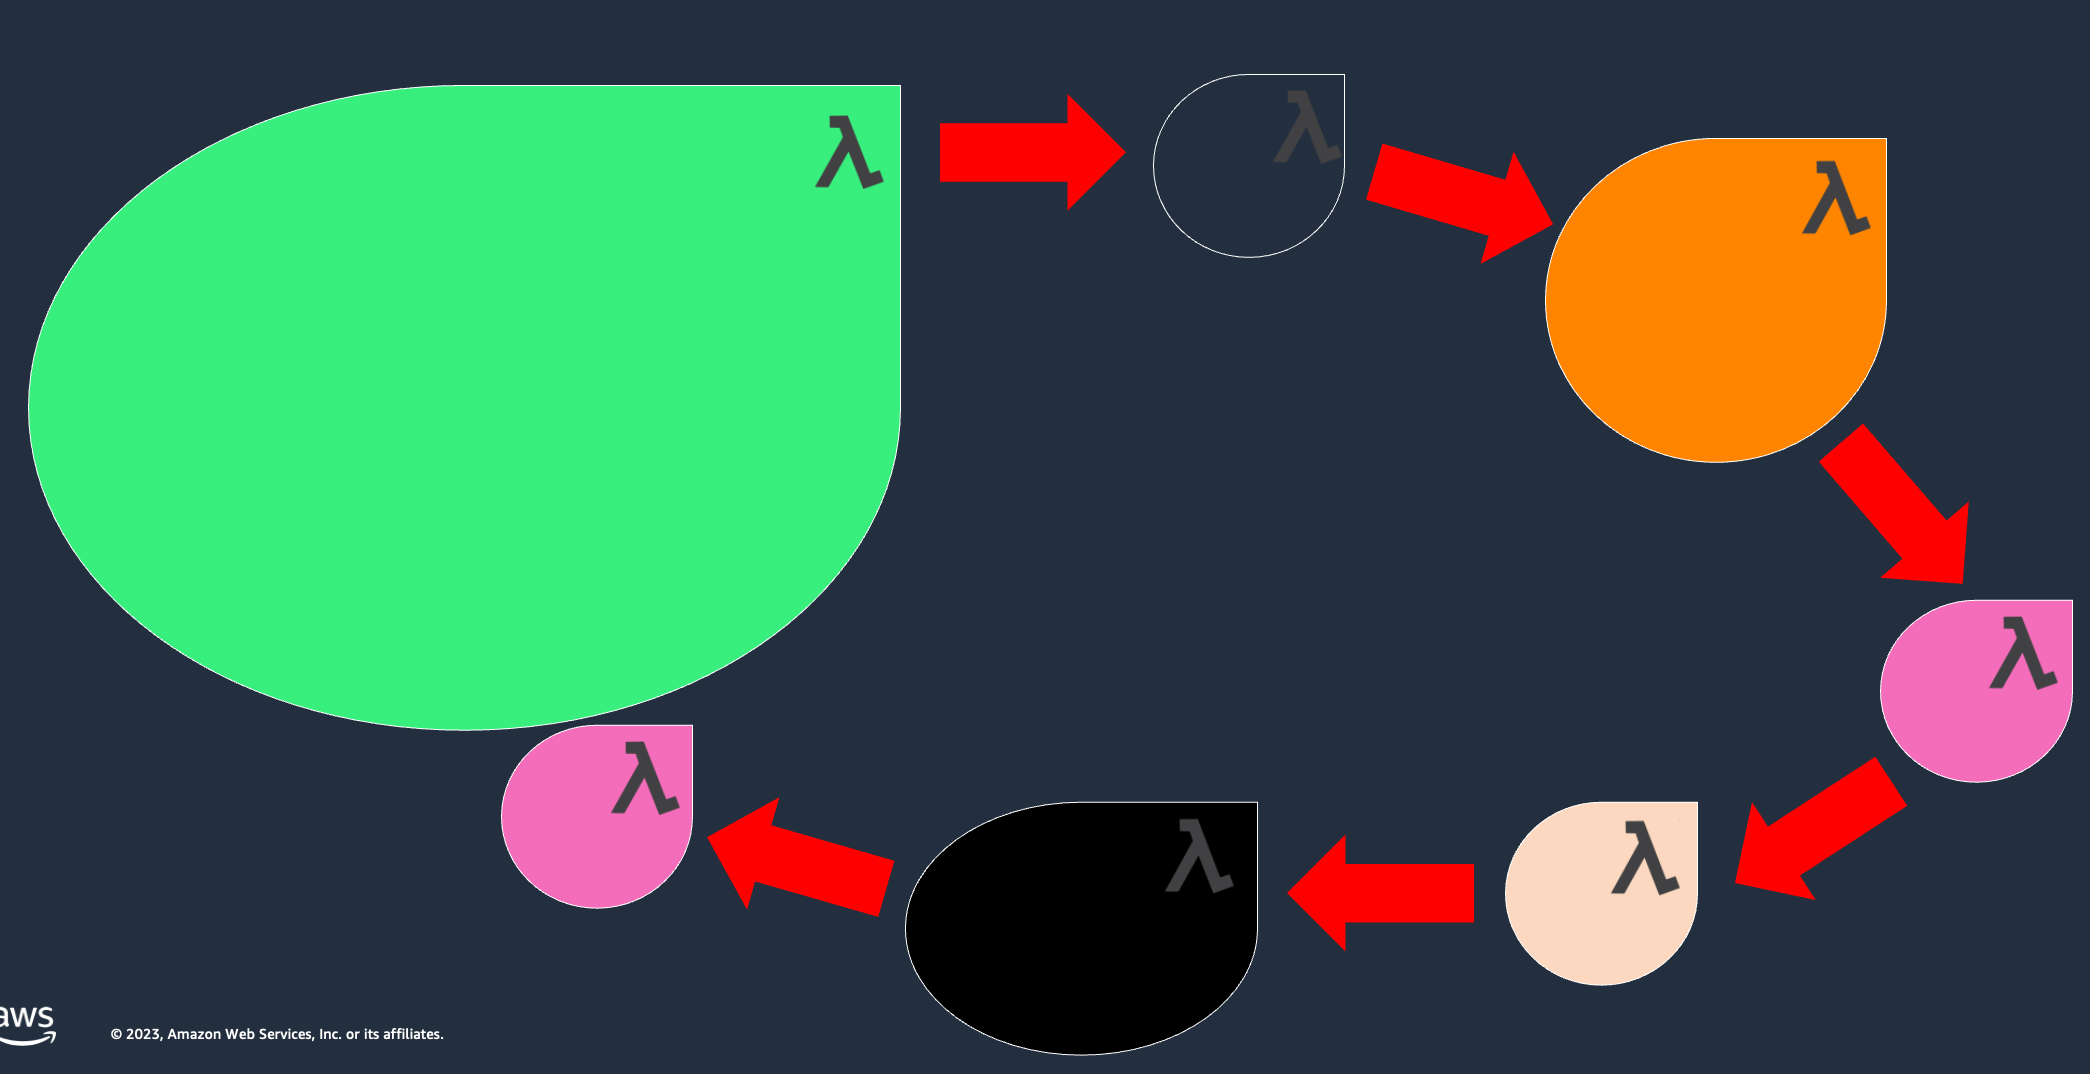 λ
λ
λ
λ
λ
λ
λ
aws
© 2023, Amazon Web Services, Inc. or its affiliates.